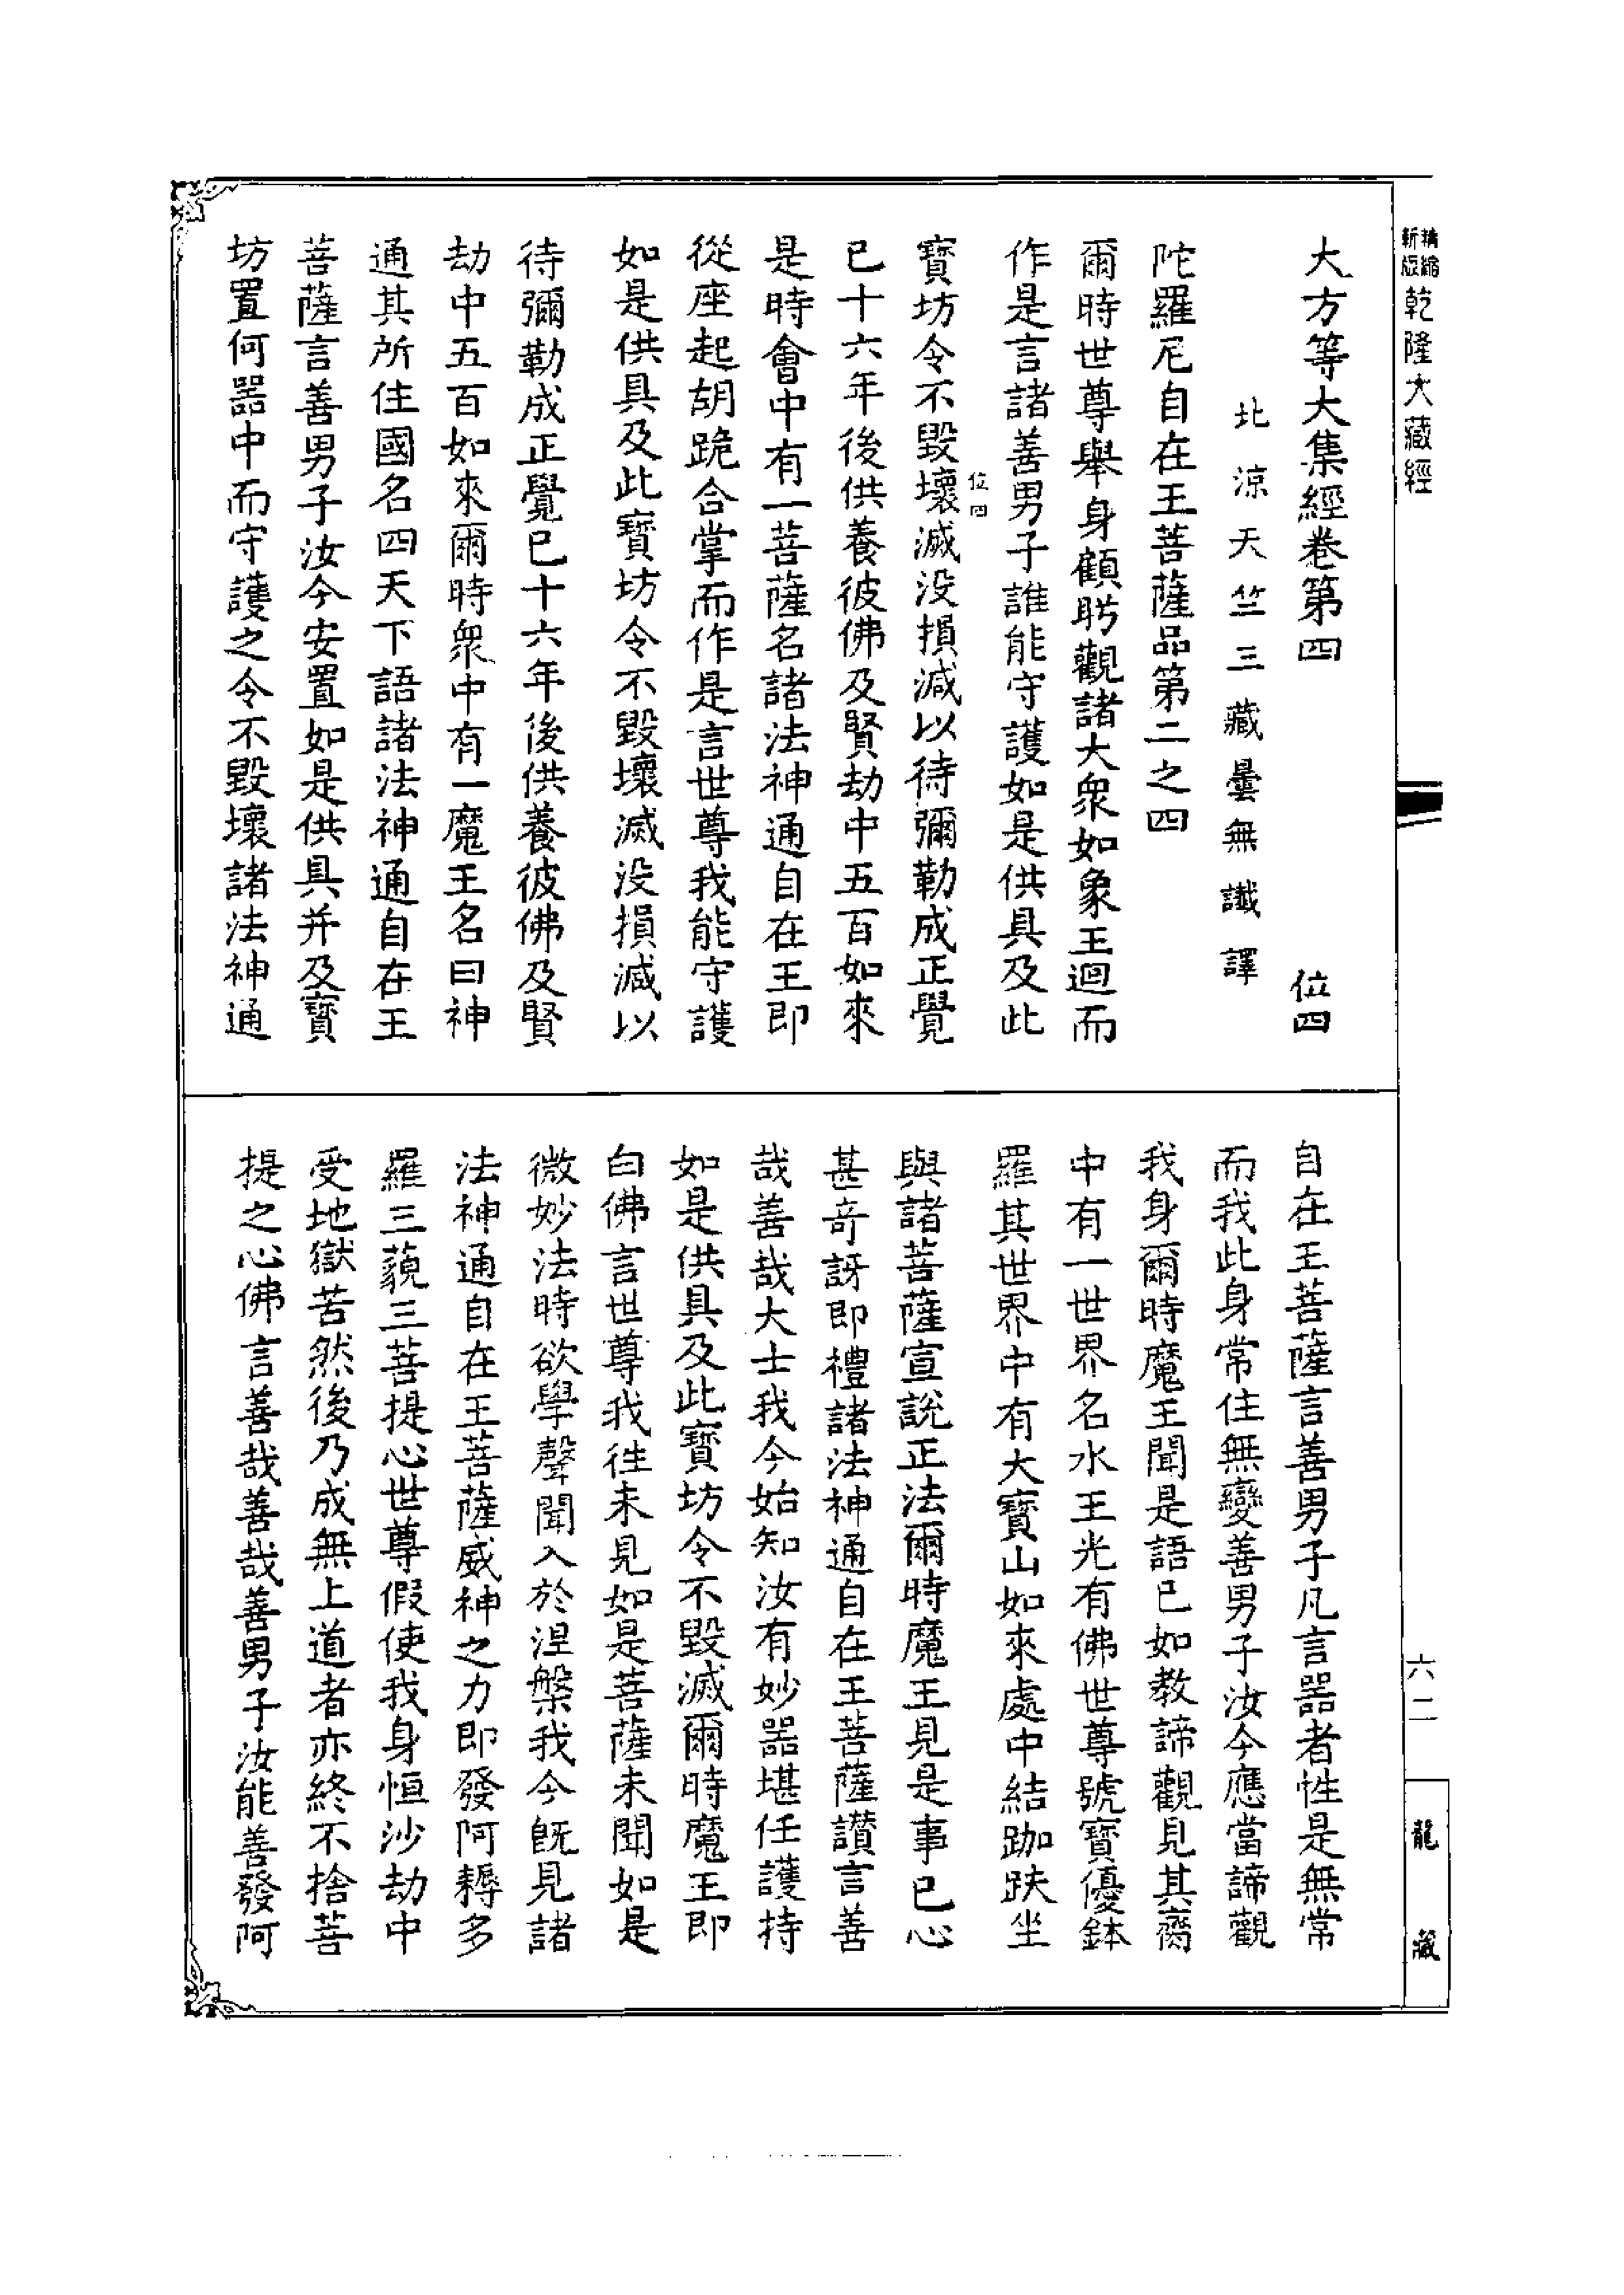 精縮新版乾隆大藏經
大方等大集經卷第四 位四
北涼天竺三藏曇無讖譯
陀羅尼自在王菩薩品第二之四
爾時世尊舉身顧眄觀諸大眾如象王迴而
作是言諸善男子誰能守護如是供具及此
位四
寶坊令不毀壞滅没損減以待彌勒成正覺
已十六年後供養彼佛及賢劫中五百如來
是時會中有一菩薩名諸法神通自在王即
從座起胡跪合掌而作是言世尊我能守護
如是供具及此寶坊令不毀壞滅没損減以
待彌勒成正覺已十六年後供養彼佛及賢
劫中五百如來爾時眾中有一魔王名曰神
通其所住國名四天下語諸法神通自在王
菩薩言善男子汝今安置如是供具并及寶
坊置何器中而守護之令不毀壞諸法神通
自在王菩薩言善男子凡言器者性是無常
而我此身常住無變善男子汝今應當諦觀
我身爾時魔王聞是語已如教諦觀見其齎
中有一世界名水王光有佛世尊號寶優鉢
羅其世界中有大寶山如來處中結跏趺坐
與諸菩薩宣說正法爾時魔王見是事已心
甚奇訝即禮諸法神通自在王菩薩讃言善
哉善哉大士我今始知汝有妙器堪任護持
如是供具及此寶坊令不毀滅爾時魔王即
白佛言世尊我徃未見如是菩薩未聞如是
微妙法時欲學聲聞入於涅槃我今既見諸
法神通自在王菩薩威神之力即發阿耨多
羅三藐三菩提心世尊假使我身恒沙劫中
受地獄苦然後乃成無上道者亦終不捨菩
提之心佛言善哉善哉善男子汝能善發阿
六二
龍藏